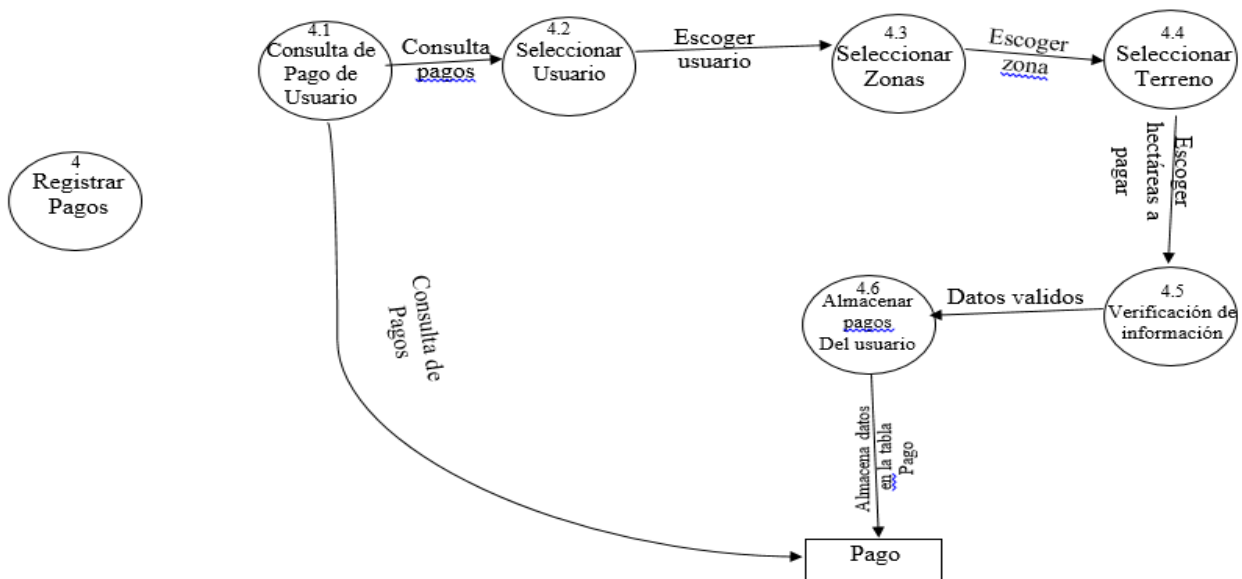 4.1
Consulta de
Pago de
Usuario
Consulta
pagos
4.2
Seleccionar
Usuario
Escoger
usuario
4.3
Seleccionar
Zonas
Escoger
zona
4.4
Seleccionar
Terreno
Escoger
hectáreas a
pagar
4
Registrar
Pagos
4.5
Verificación de
información
Datos validos
4.6
Almacenar
pagos
Del usuario
Consulta de
Pagos
Almacena datos
en la tabla
Pago
Pago